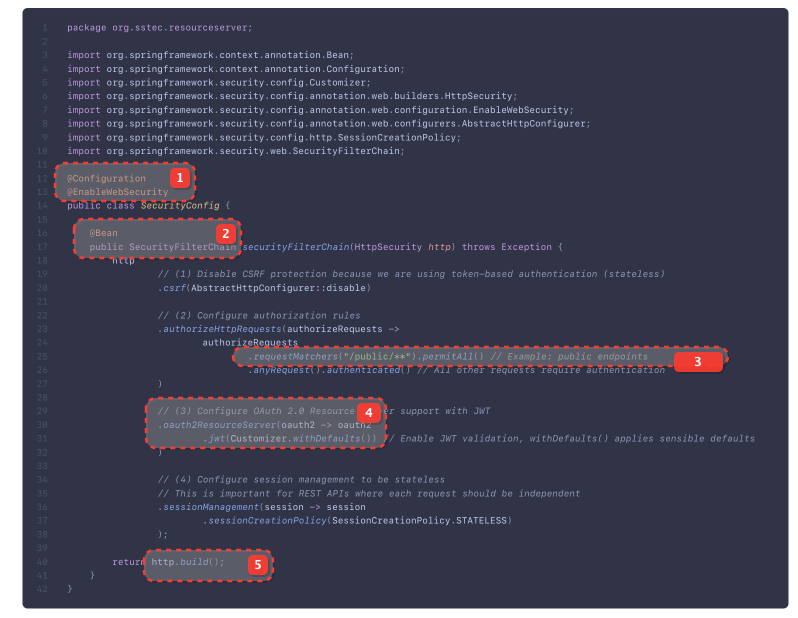 1 package org.sstec.resourceserver;
2
3 import org.springframework.context.annotation.Bean;
4 import org.springframework.context.annotation.Configuration;
5 import org.springframework.security.config.Customizer;
6 import org.springframework.security.config.annotation.web.builders.HttpSecurity;
7 import org.springframework.security.config.annotation.web.configuration.EnableWebSecurity;
8 import org.springframework.security.config.annotation.web.configurers.AbstractHttpConfigurer;
9 import org.springframework.security.config.http.SessionCreationPolicy;
10 import org.springframework.security.web.SecurityFilterChain;
11
12 @Configuration 1
13 @EnableWebSecurity
14 public class SecurityConfig {
15
16 @Bean 2
17 public SecurityFilterChain securityFilterChain(HttpSecurity http) throws Exception {
18 http
19 // (1) Disable CSRF protection because we are using token-based authentication (stateless)
20 .csrf(AbstractHttpConfigurer::disable)
21
22 // (2) Configure authorization rules
23 .authorizeHttpRequests(authorizeRequests ->
24 authorizeRequests
25 .requestMatchers("/public/**").permitAll() // Example: public endpoints 3
26 .anyRequest().authenticated() // All other requests require authentication
27 )
28
29 // (3) Configure OAuth 2.0 Resource 4 er support with JWT
30 .oauth2ResourceServer(oauth2 -> oauth2
31 .jwt(Customizer.withDefaults()) // Enable JWT validation, withDefaults() applies sensible defaults
32 )
33
34 // (4) Configure session management to be stateless
35 // This is important for REST APIs where each request should be independent
36 .sessionManagement(session -> session
37 .sessionCreationPolicy(SessionCreationPolicy.STATELESS)
38 );
39
40 return http.build(); 5
41 }
42 }